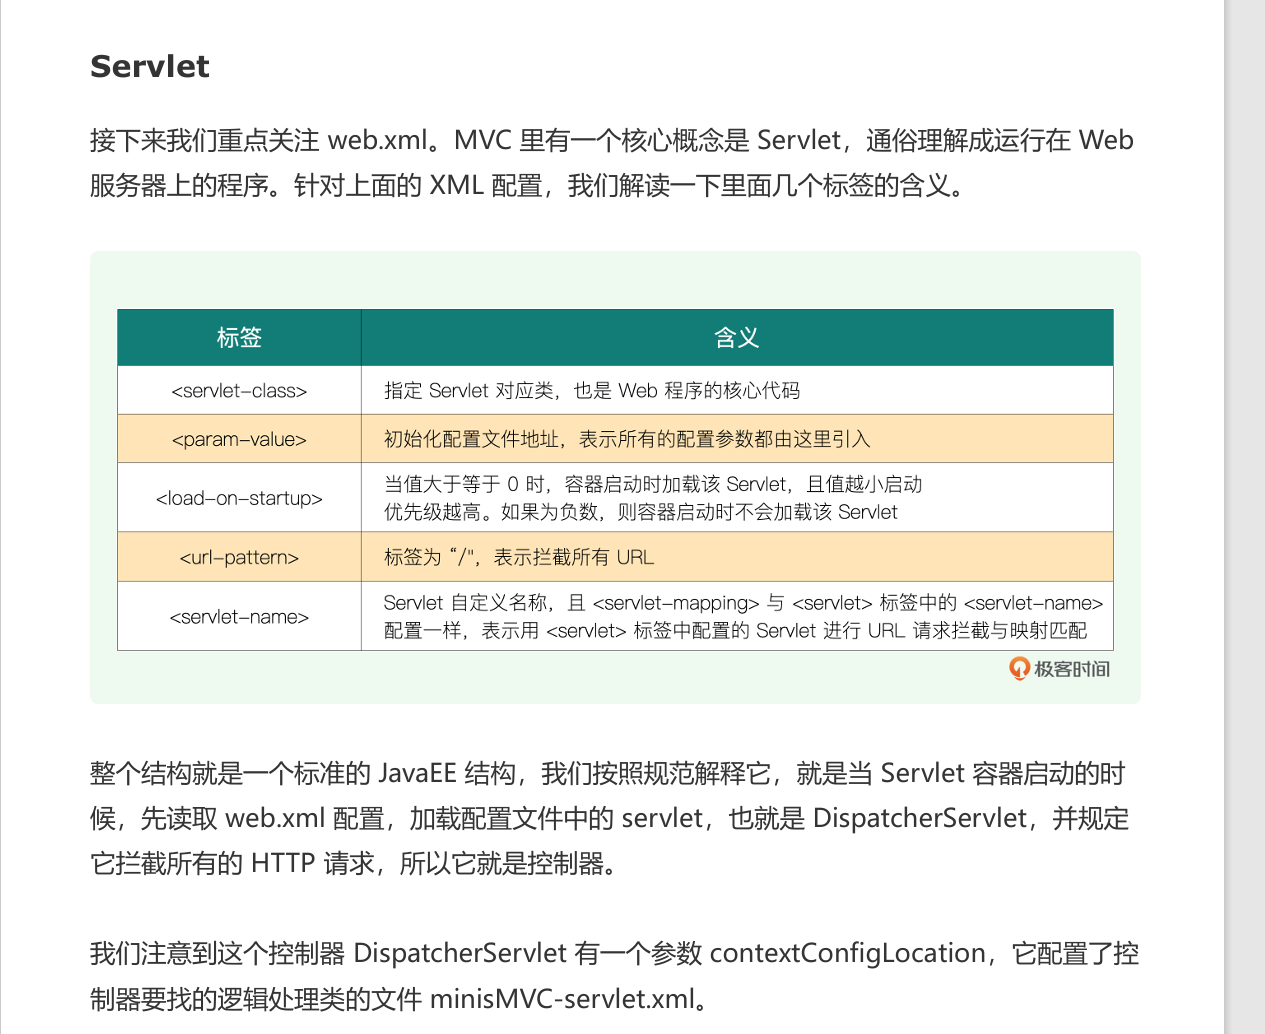 Servlet
接下来我们重点关注 web.xml。MVC 里有一个核心概念是 Servlet，通俗理解成运行在 Web
服务器上的程序。针对上面的 XML 配置，我们解读一下里面几个标签的含义。
标签 含义
<servlet-class> 指定 Servlet 对应类，也是 Web 程序的核心代码
<param-value> 初始化配置文件地址，表示所有的配置参数都由这里引入
<load-on-startup> 当值大于等于 0 时，容器启动时加载该 Servlet，且值越小启动
优先级越高。如果为负数，则容器启动时不会加载该 Servlet
<url-pattern> 标签为 “/"，表示拦截所有 URL
<servlet-name> Servlet 自定义名称，且 <servlet-mapping> 与 <servlet> 标签中的 <servlet-name>
配置一样，表示用 <servlet> 标签中配置的 Servlet 进行 URL 请求拦截与映射匹配
极客时间
整个结构就是一个标准的 JavaEE 结构，我们按照规范解释它，就是当 Servlet 容器启动的时
候，先读取 web.xml 配置，加载配置文件中的 servlet，也就是 DispatcherServlet，并规定
它拦截所有的 HTTP 请求，所以它就是控制器。
我们注意到这个控制器 DispatcherServlet 有一个参数 contextConfigLocation，它配置了控
制器要找的逻辑处理类的文件 minisMVC-servlet.xml。